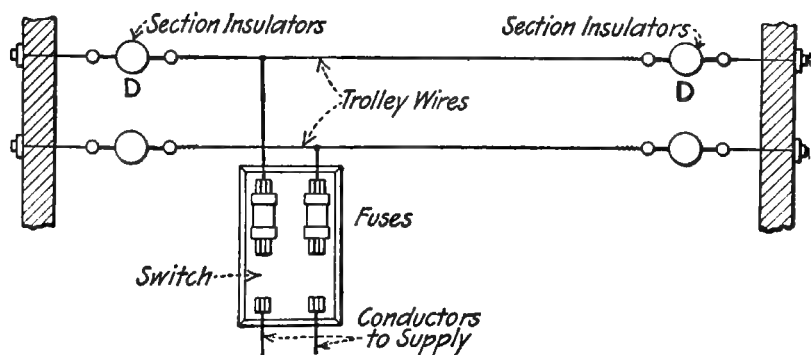 Section Insulators
Section Insulators
D
D
Trolley Wires
Fuses
Switch
Conductors
to Supply